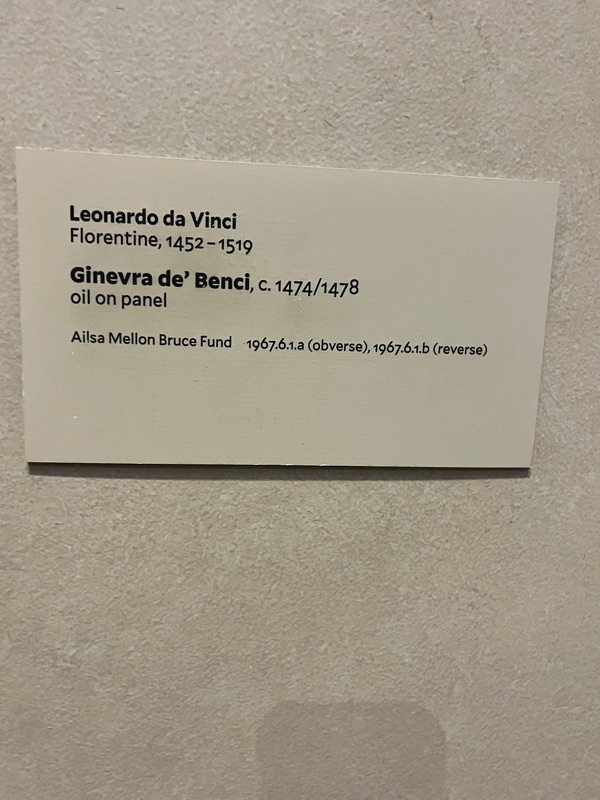 Leonardo da Vinci
Florentine, 1452–1519
Ginevra de’ Benci, c. 1474/1478
oil on panel
Ailsa Mellon Bruce Fund 1967.6.1.a (obverse), 1967.6.1.b (reverse)